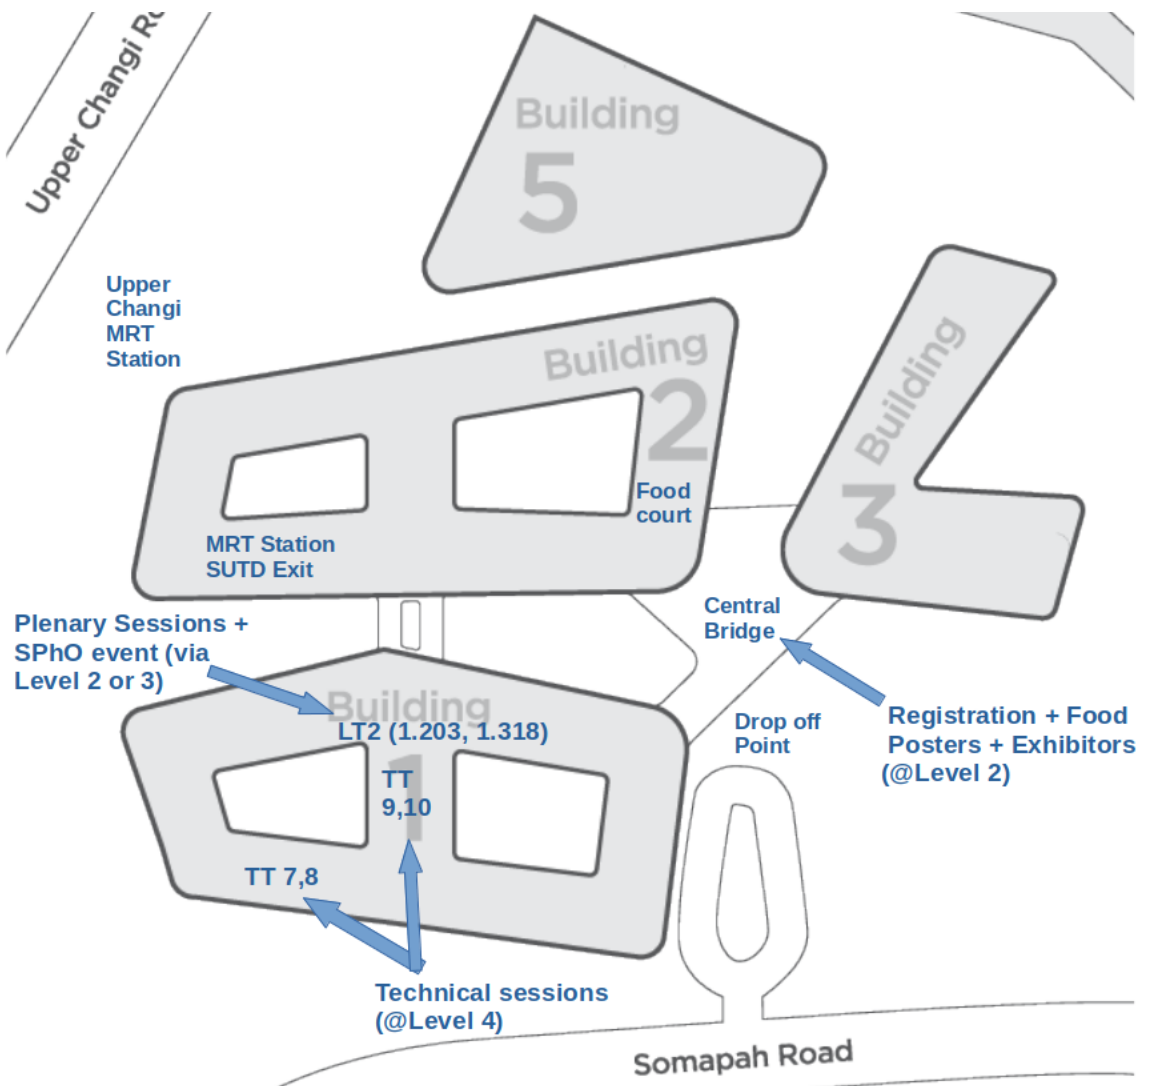 Upper Changi Ro
Building
5
Upper
Changi
MRT
Station
Building
2
Building
3
Food
court
MRT Station
SUTD Exit
Plenary Sessions +
SPhO event (via
Level 2 or 3)
Central
Bridge
Building
LT2 (1.203, 1.318)
1
TT
9,10
TT 7,8
Drop off
Point
Registration + Food
Posters + Exhibitors
(@Level 2)
Technical sessions
(@Level 4)
Somapah Road